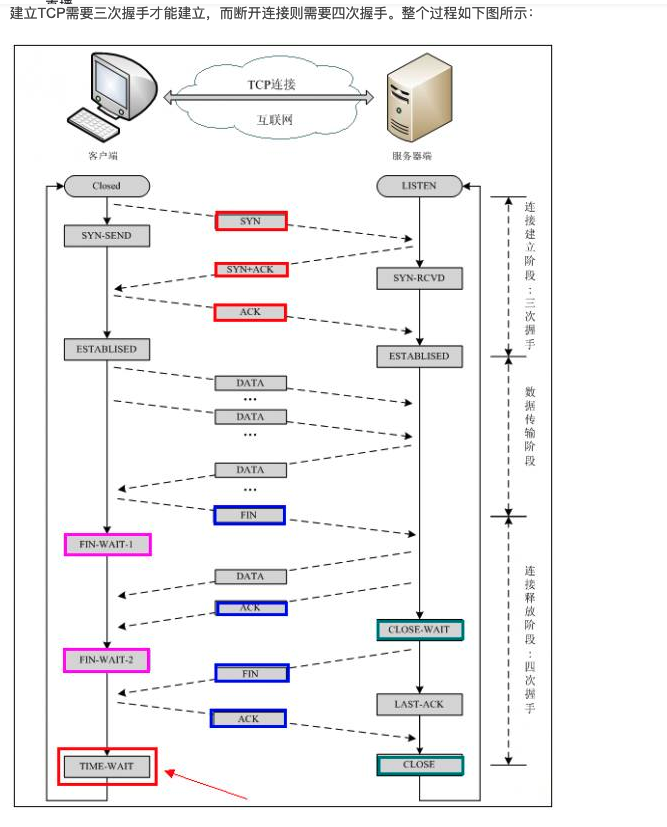 建立TCP需要三次握手才能建立，而断开连接则需要四次握手。整个过程如下图所示：
TCP连接
互联网
客户端
服务器端
Closed
LISTEN
SYN
SYN-SEND
SYN+ACK
SYN-RCVD
ACK
ESTABLISED
ESTABLISED
连接建立阶段：三次握手
DATA
...
DATA
...
DATA
...
数据传输阶段
FIN
FIN-WAIT-1
DATA
ACK
CLOSE-WAIT
FIN-WAIT-2
FIN
LAST-ACK
ACK
TIME-WAIT
CLOSE
连接释放阶段：四次握手